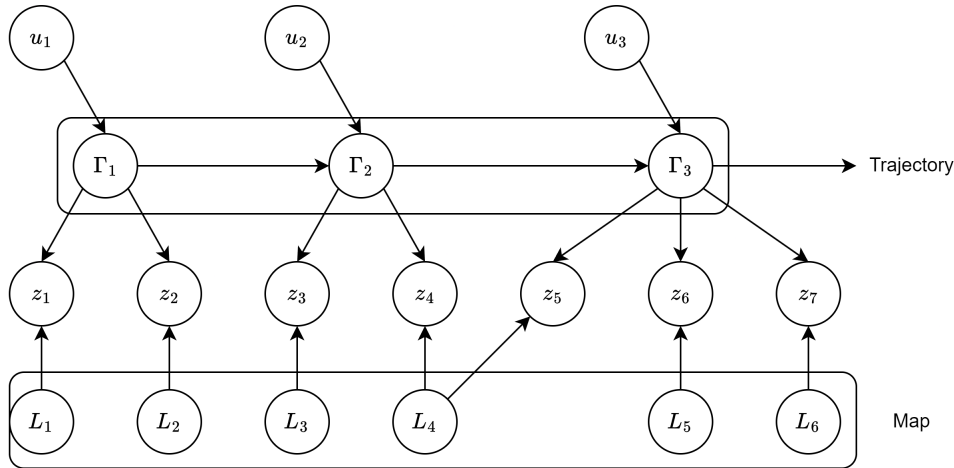 u₁ u₂ u₃
Γ₁ Γ₂ Γ₃ Trajectory
z₁ z₂ z₃ z₄ z₅ z₆ z₇
L₁ L₂ L₃ L₄ L₅ L₆ Map